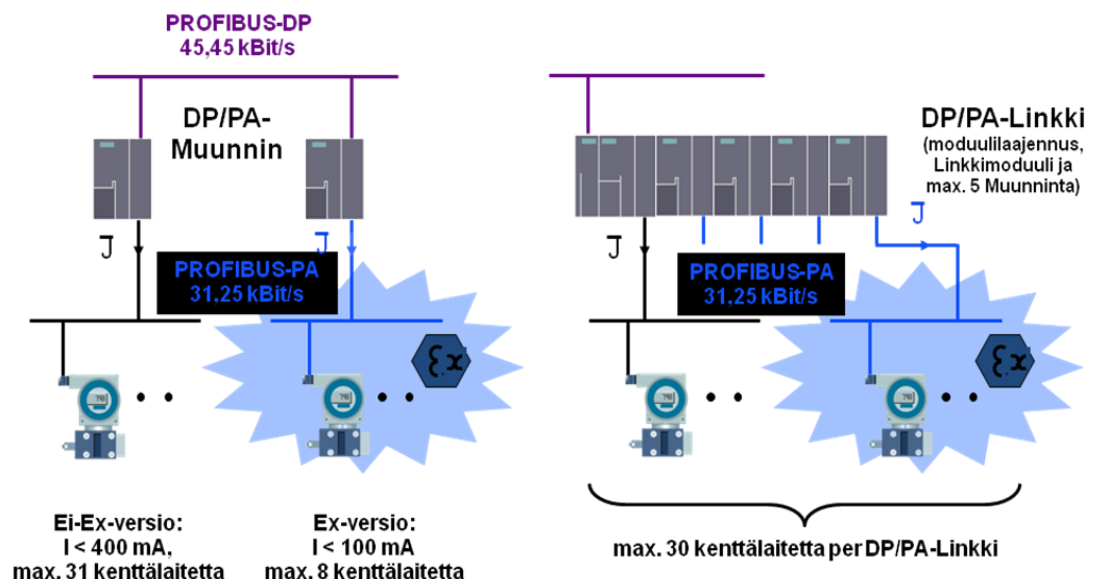 PROFIBUS-DP
45,45 kBit/s
DP/PA-
Muunnin
J
J
PROFIBUS-PA
31,25 kBit/s
Ex
Ei-Ex-versio:
I < 400 mA,
max. 31 kenttälaitetta
Ex-versio:
I < 100 mA
max. 8 kenttälaitetta
DP/PA-Linkki
(moduulilaajennus,
Linkkimoduuli ja
max. 5 Muunninta)
J
J
PROFIBUS-PA
31,25 kBit/s
Ex
max. 30 kenttälaitetta per DP/PA-Linkki